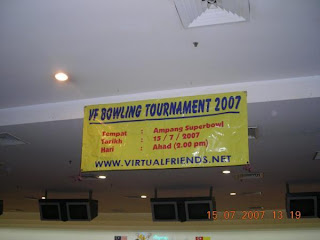 VF BOWLING TOURNAMENT 2007
Tempat : Ampang Superbowl
Tarikh : 15 / 7 / 2007
Hari : Ahad (2.00 pm)
WWW.VIRTUALFRIENDS.NET
15.07.2007 13:19